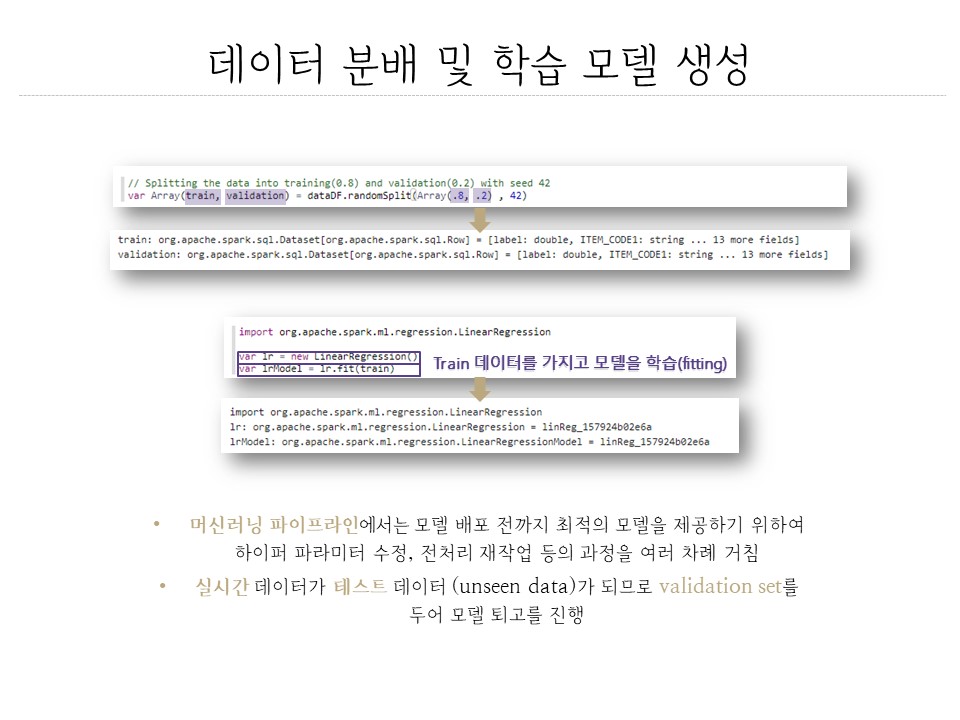 데이터 분배 및 학습 모델 생성
// Splitting the data into training(0.8) and validation(0.2) with seed 42
var Array(train, validation) = dataDF.randomSplit(Array(.8, .2) , 42)
train: org.apache.spark.sql.Dataset[org.apache.spark.sql.Row] = [label: double, ITEM_CODE1: string ... 13 more fields]
validation: org.apache.spark.sql.Dataset[org.apache.spark.sql.Row] = [label: double, ITEM_CODE1: string ... 13 more fields]
import org.apache.spark.ml.regression.LinearRegression
var lr = new LinearRegression()
var lrModel = lr.fit(train)
Train 데이터를 가지고 모델을 학습(fitting)
import org.apache.spark.ml.regression.LinearRegression
lr: org.apache.spark.ml.regression.LinearRegression = linReg_157924b02e6a
lrModel: org.apache.spark.ml.regression.LinearRegressionModel = linReg_157924b02e6a
• 머신러닝 파이프라인에서는 모델 배포 전까지 최적의 모델을 제공하기 위하여
하이퍼 파라미터 수정, 전처리 재작업 등의 과정을 여러 차례 거침
• 실시간 데이터가 테스트 데이터 (unseen data)가 되므로 validation set를
두어 모델 퇴고를 진행